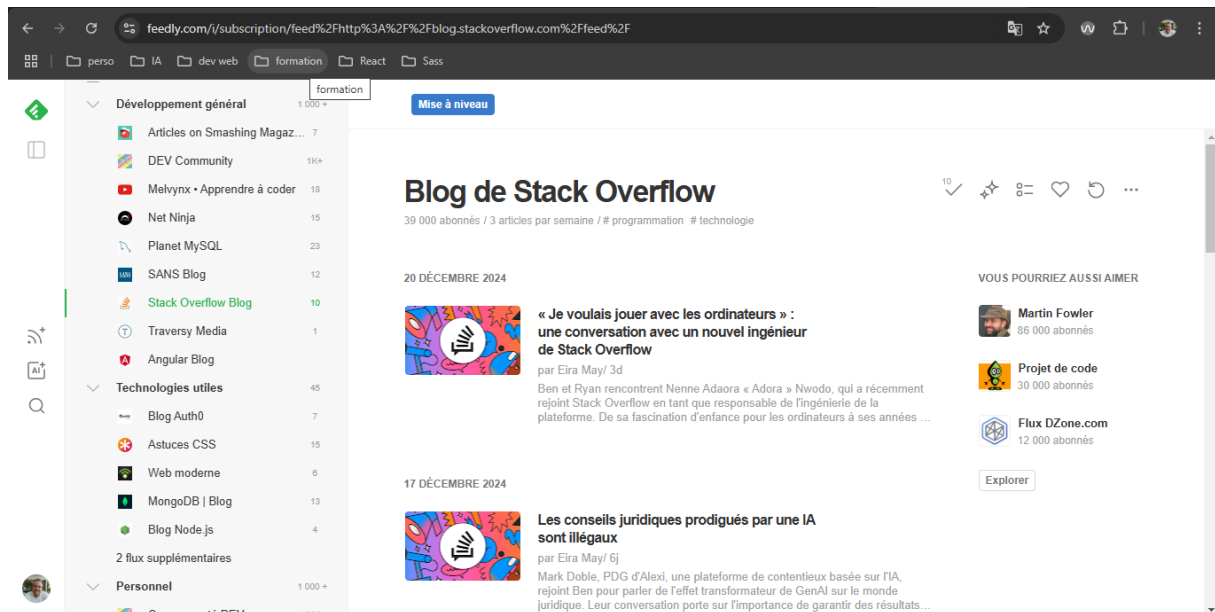 feedly.com/i/subscription/feed%2Fhttp%3A%2F%2Fblog.stackoverflow.com%2Ffeed%2F
perso IA dev web formation React Sass
formation
Développement général 1 000 +
Articles on Smashing Magaz... 7
DEV Community 1K+
Melvynx • Apprendre à coder 18
Net Ninja 15
Planet MySQL 23
SANS Blog 12
Stack Overflow Blog 10
Traversy Media 1
Angular Blog
Technologies utiles 45
Blog Auth0 7
Astuces CSS 15
Web moderne 6
MongoDB | Blog 13
Blog Node.js 4
2 flux supplémentaires
Personnel 1 000 +
Mise à niveau
Blog de Stack Overflow
10
39 000 abonnés / 3 articles par semaine / # programmation # technologie
20 DÉCEMBRE 2024
« Je voulais jouer avec les ordinateurs » :
une conversation avec un nouvel ingénieur
de Stack Overflow
par Eira May/ 3d
Ben et Ryan rencontrent Nenne Adaora « Adora » Nwodo, qui a récemment
rejoint Stack Overflow en tant que responsable de l'ingénierie de la
plateforme. De sa fascination d'enfance pour les ordinateurs à ses années ...
17 DÉCEMBRE 2024
Les conseils juridiques prodigués par une IA
sont illégaux
par Eira May/ 6j
Mark Doble, PDG d'Alexi, une plateforme de contentieux basée sur l'IA,
rejoint Ben pour parler de l'effet transformateur de GenAI sur le monde
juridique. Leur conversation porte sur l'importance de garantir des résultats...
VOUS POURRIEZ AUSSI AIMER
Martin Fowler
86 000 abonnés
Projet de code
30 000 abonnés
Flux DZone.com
12 000 abonnés
Explorer
AI